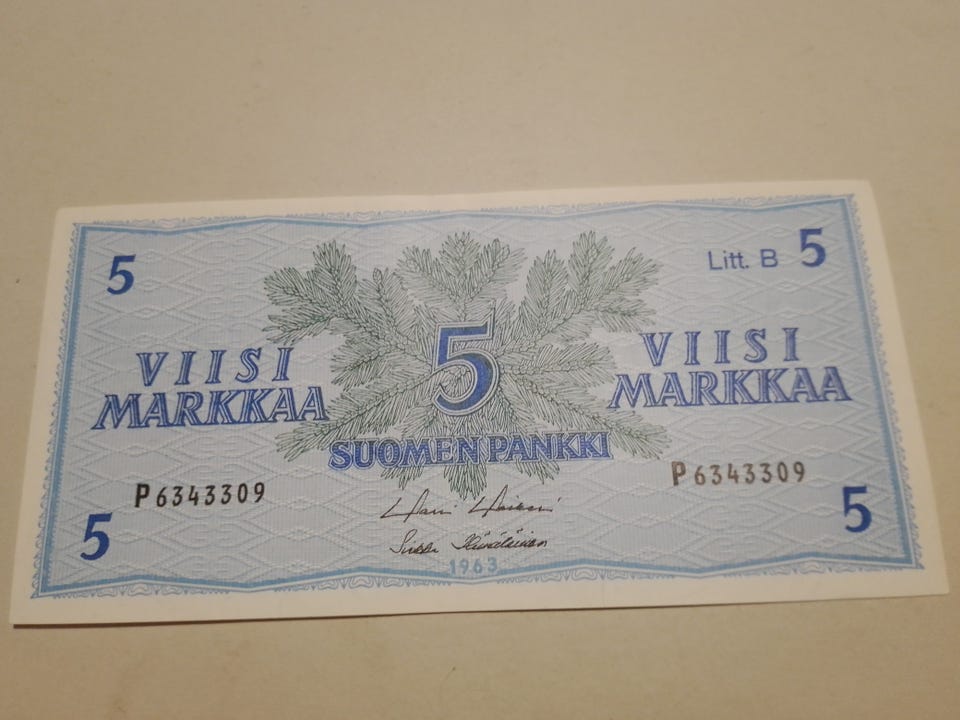 5
Litt. B 5
5
VIISI
MARKKAA
VIISI
MARKKAA
SUOMEN PANKKI
P6343309
P6343309
5
5
1963